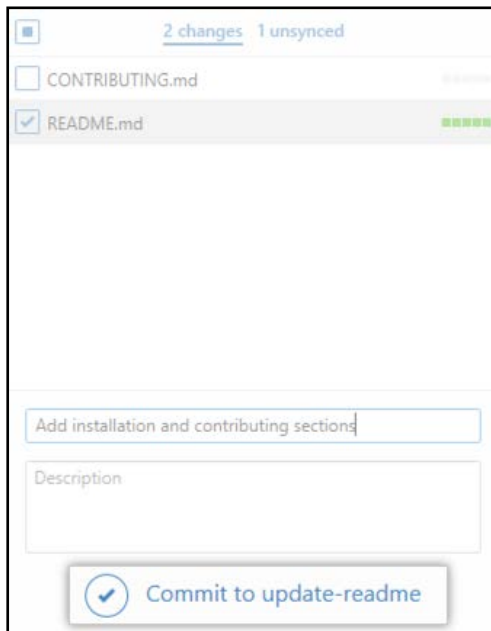 2 changes 1 unsynced
CONTRIBUTING.md
README.md
Add installation and contributing sections
Description
Commit to update-readme